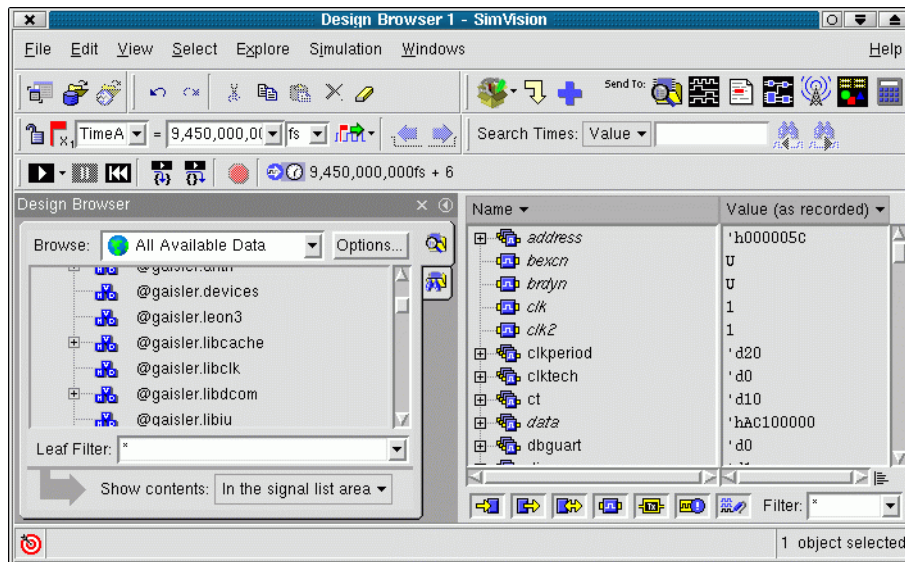 Design Browser 1 - SimVision
File Edit View Select Explore Simulation Windows Help
Send To:
TimeA = 9,450,000,0( fs Search Times: Value
9,450,000,000fs + 6
Design Browser
Browse: All Available Data Options...
@gaisler.devices
@gaisler.leon3
@gaisler.libcache
@gaisler.libclk
@gaisler.libdcom
@gaisler.libiu
Leaf Filter: *
Show contents: In the signal list area
Name Value (as recorded)
address 'h000005C
bexcn U
brdyn U
clk 1
clk2 1
clkperiod 'd20
clktech 'd0
ct 'd10
data 'hAC100000
dbguart 'd0
Filter: *
1 object selected